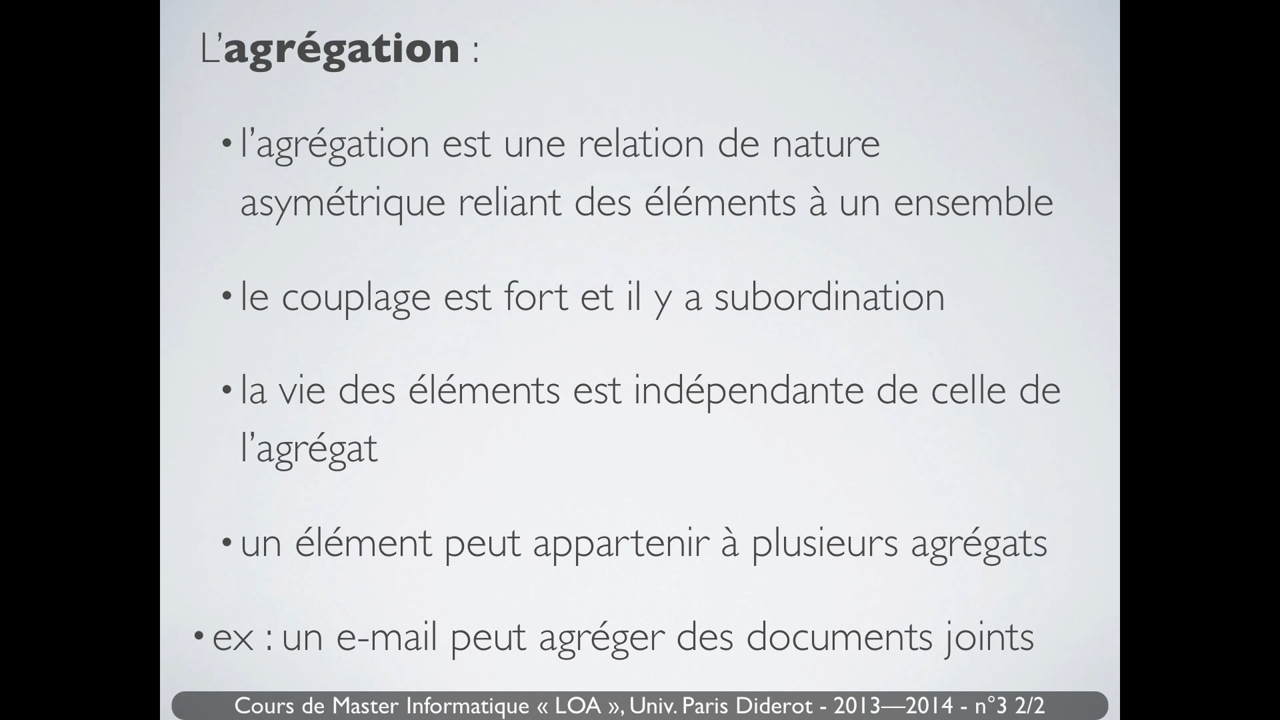 L'agrégation :
•l'agrégation est une relation de nature
asymétrique reliant des éléments à un ensemble
•le couplage est fort et il y a subordination
•la vie des éléments est indépendante de celle de
l'agrégat
•un élément peut appartenir à plusieurs agrégats
•ex : un e-mail peut agréger des documents joints
Cours de Master Informatique « LOA », Univ. Paris Diderot - 2013—2014 - n°3 2/2